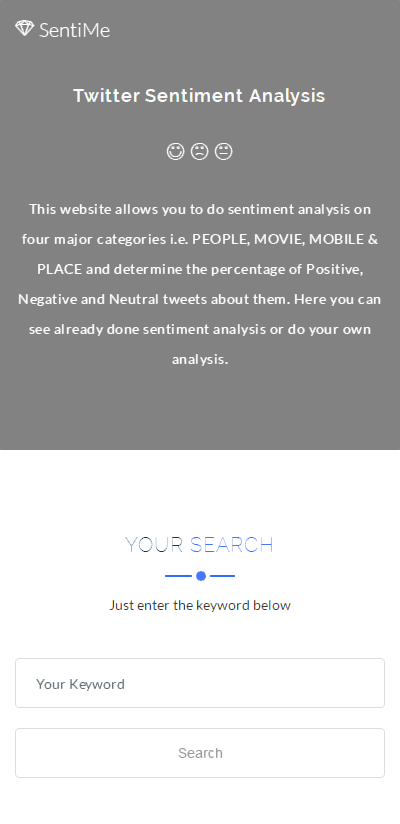 SentiMe
Twitter Sentiment Analysis
This website allows you to do sentiment analysis on
four major categories i.e. PEOPLE, MOVIE, MOBILE &
PLACE and determine the percentage of Positive,
Negative and Neutral tweets about them. Here you can
see already done sentiment analysis or do your own
analysis.
YOUR SEARCH
Just enter the keyword below
Your Keyword
Search